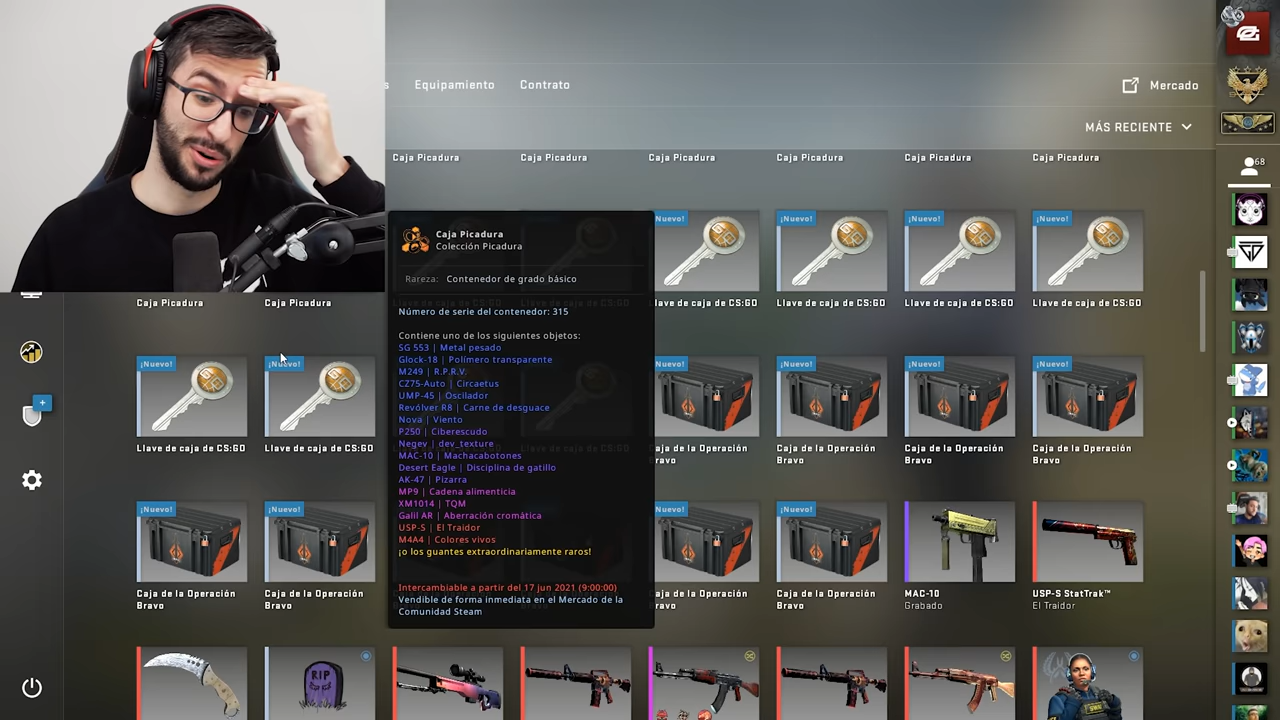 s
Equipamiento
Contrato
Mercado
MÁS RECIENTE
68
Caja Picadura
Caja Picadura
Caja Picadura
Caja Picadura
Caja Picadura
Caja Picadura
¡Nuevo!
¡Nuevo!
¡Nuevo!
¡Nuevo!
Caja Picadura
Caja Picadura
Llave de caja de CS:GO
Llave de caja de CS:GO
Llave de caja de CS:GO
Llave de caja de CS:GO
Caja Picadura
Colección Picadura
Rareza: Contenedor de grado básico
Número de serie del contenedor: 315
Contiene uno de los siguientes objetos:
SG 553 | Metal pesado
Glock-18 | Polímero transparente
M249 | R.P.R.V.
CZ75-Auto | Circaetus
UMP-45 | Oscilador
Revólver R8 | Carne de desguace
Nova | Viento
P250 | Ciberescudo
Negev | dev_texture
MAC-10 | Machacabotones
Desert Eagle | Disciplina de gatillo
AK-47 | Pizarra
MP9 | Cadena alimenticia
XM1014 | TQM
Galil AR | Aberración cromática
USP-S | El Traidor
M4A4 | Colores vivos
¡o los guantes extraordinariamente raros!
Intercambiable a partir del 17 jun 2021 (9:00:00)
Vendible de forma inmediata en el Mercado de la
Comunidad Steam
¡Nuevo!
¡Nuevo!
¡Nuevo!
¡Nuevo!
¡Nuevo!
¡Nuevo!
Llave de caja de CS:GO
Llave de caja de CS:GO
Caja de la Operación
Bravo
Caja de la Operación
Bravo
Caja de la Operación
Bravo
Caja de la Operación
Bravo
¡Nuevo!
¡Nuevo!
¡Nuevo!
¡Nuevo!
Caja de la Operación
Bravo
Caja de la Operación
Bravo
Caja de la Operación
Bravo
Caja de la Operación
Bravo
MAC-10
Grabado
USP-S StatTrak™
El Traidor
RIP